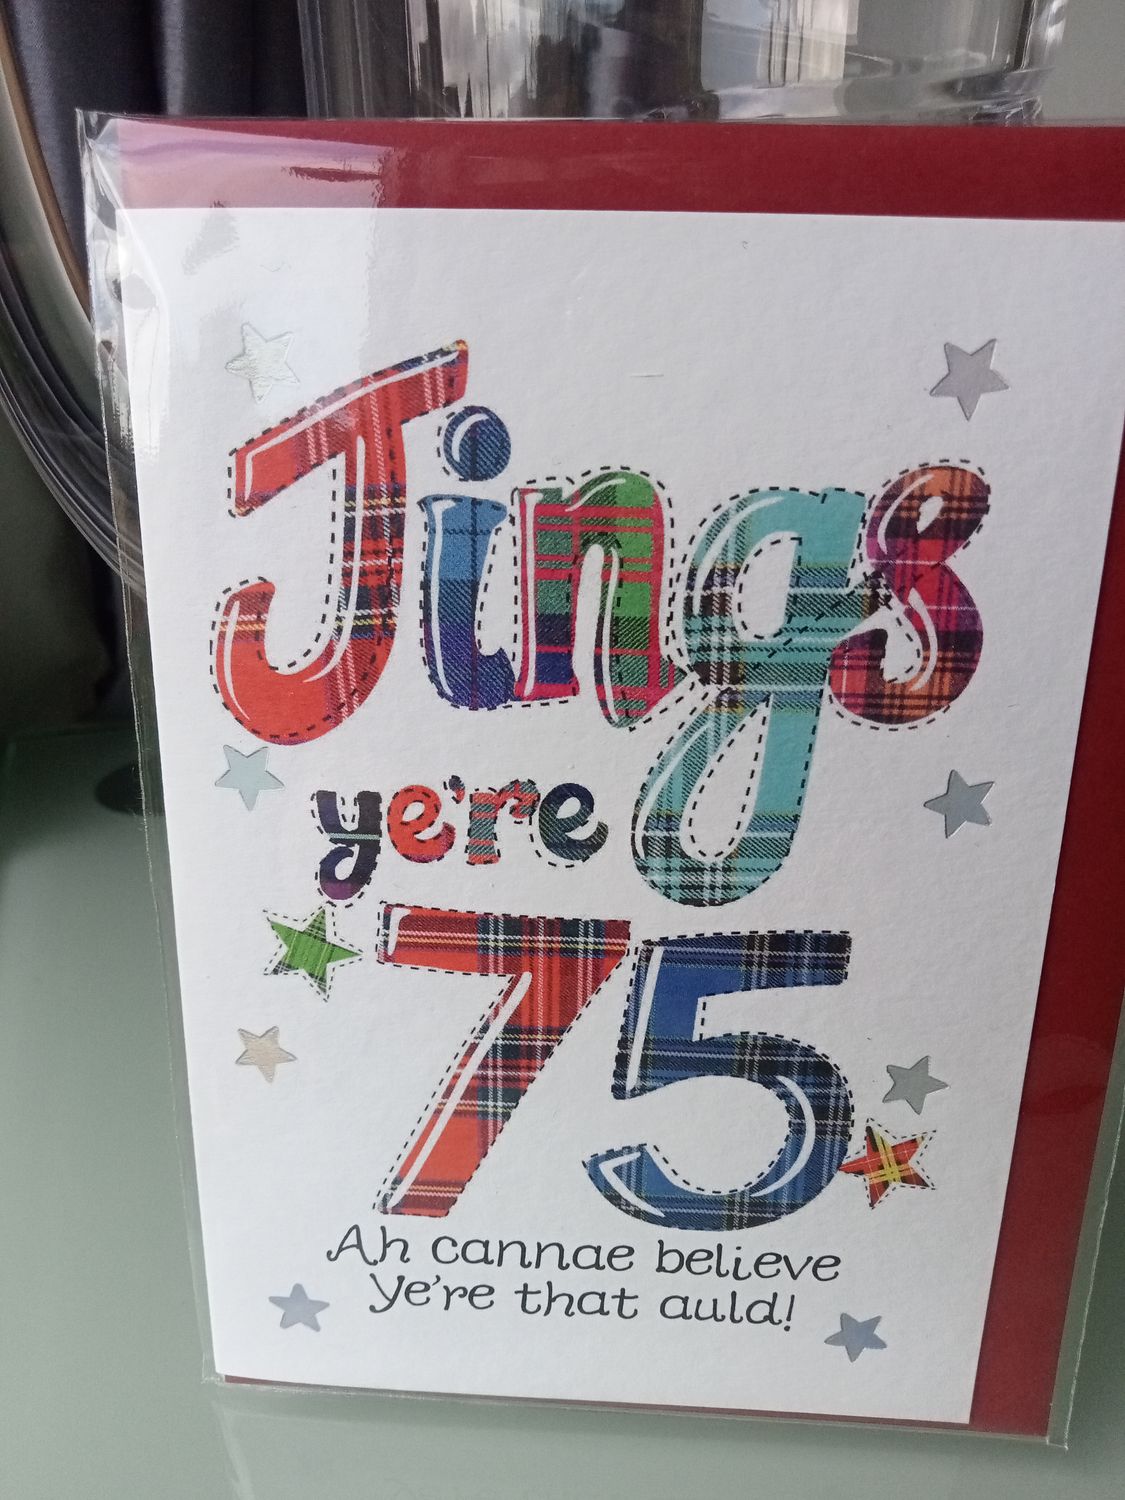 Jings
ye're
75
Ah cannae believe
Ye're that auld!